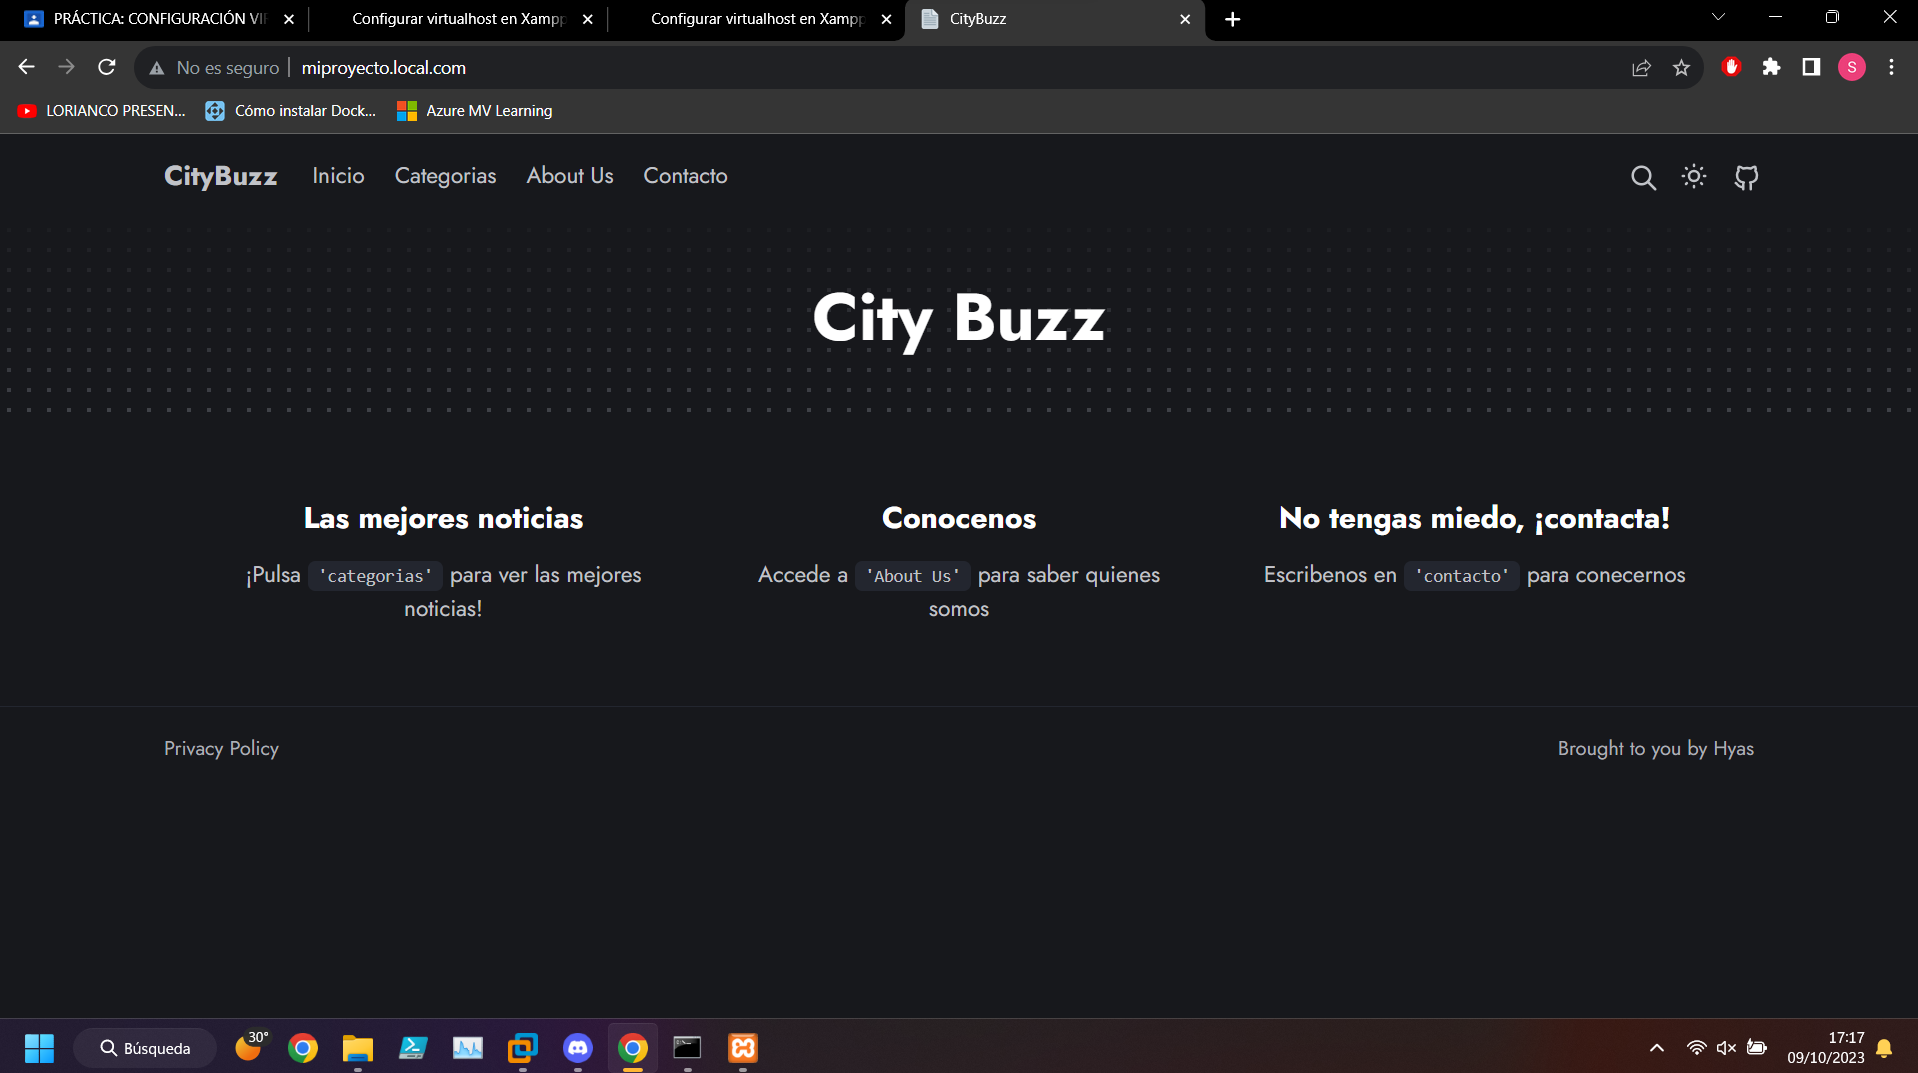 PRÁCTICA: CONFIGURACIÓN VI
Configurar virtualhost en Xampp
Configurar virtualhost en Xampp
CityBuzz
No es seguro
miproyecto.local.com
S
LORIANCO PRESEN...
Cómo instalar Dock...
Azure MV Learning
CityBuzz
Inicio
Categorias
About Us
Contacto
City Buzz
Las mejores noticias
¡Pulsa 'categorias' para ver las mejores
noticias!
Conocenos
Accede a 'About Us' para saber quienes
somos
No tengas miedo, ¡contacta!
Escribenos en 'contacto' para conecernos
Privacy Policy
Brought to you by Hyas
Búsqueda
30°
17:17
09/10/2023